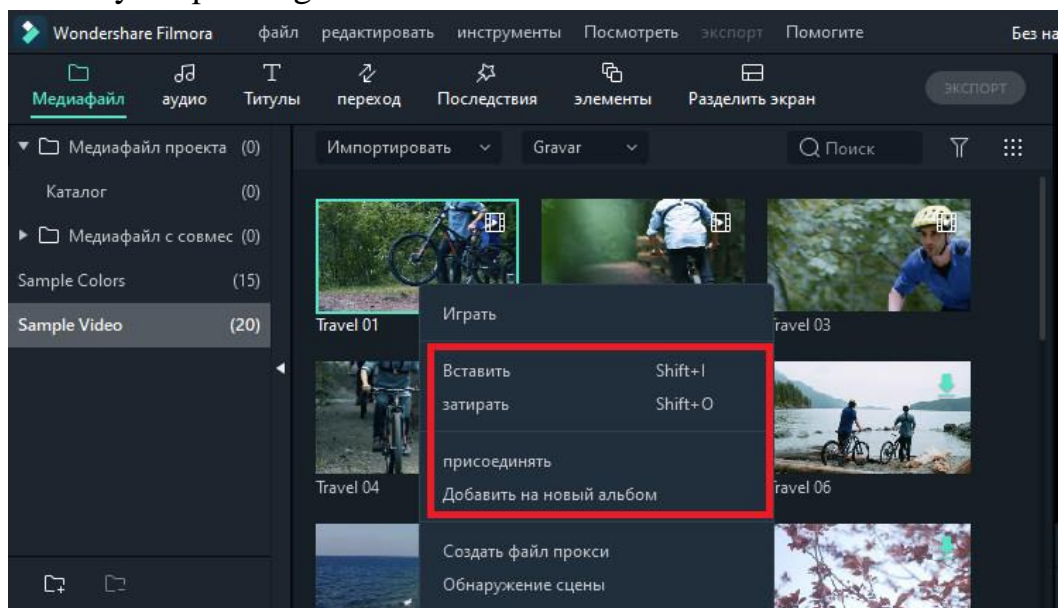 Wondershare Filmora файл редактировать инструменты Посмотреть экспорт Помогите Без на
Медиафайл аудио Титулы переход Последствия элементы Разделить экран ЭКСПОРТ
Медиафайл проекта (0) Импортировать Gravar Поиск
Каталог (0)
Медиафайл с совмес (0)
Sample Colors (15)
Sample Video (20)
Travel 01
Travel 03
Играть
Вставить Shift+I
затирать Shift+O
присоединять
Добавить на новый альбом
Travel 04
Travel 06
Создать файл прокси
Обнаружение сцены